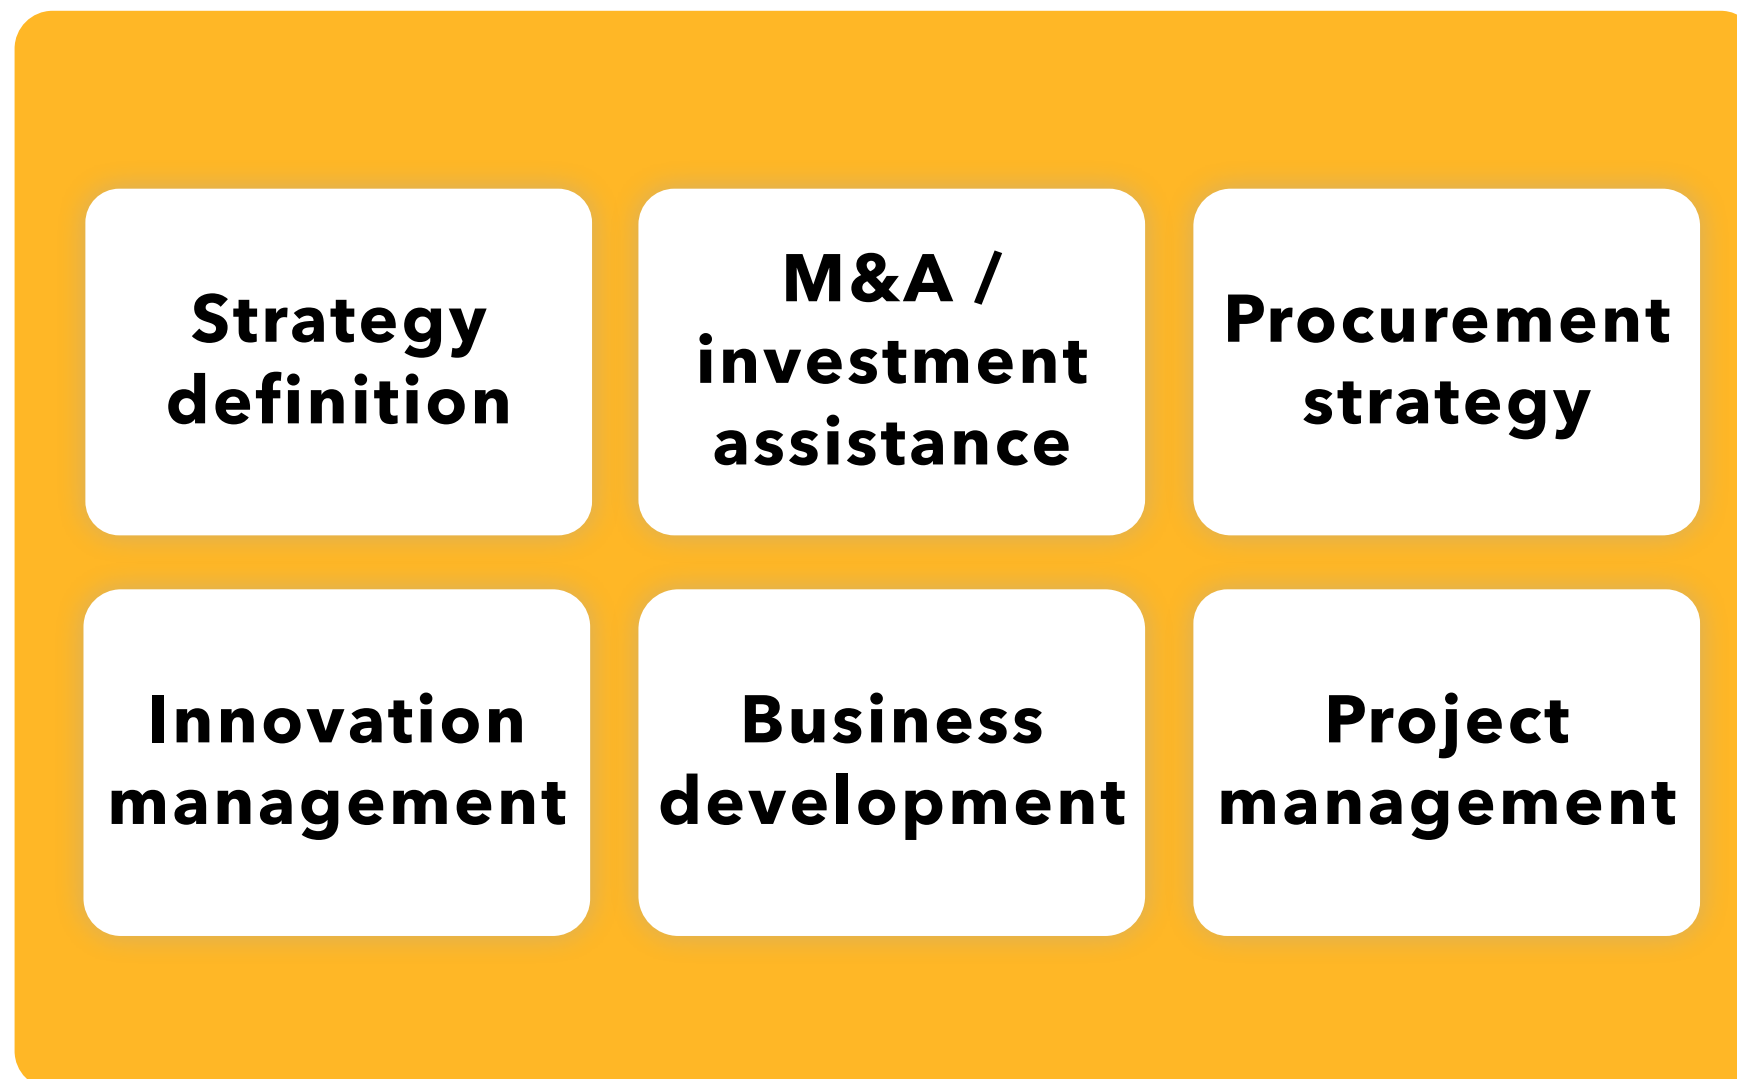 Strategy
definition
M&A /
investment
assistance
Procurement
strategy
Innovation
management
Business
development
Project
management